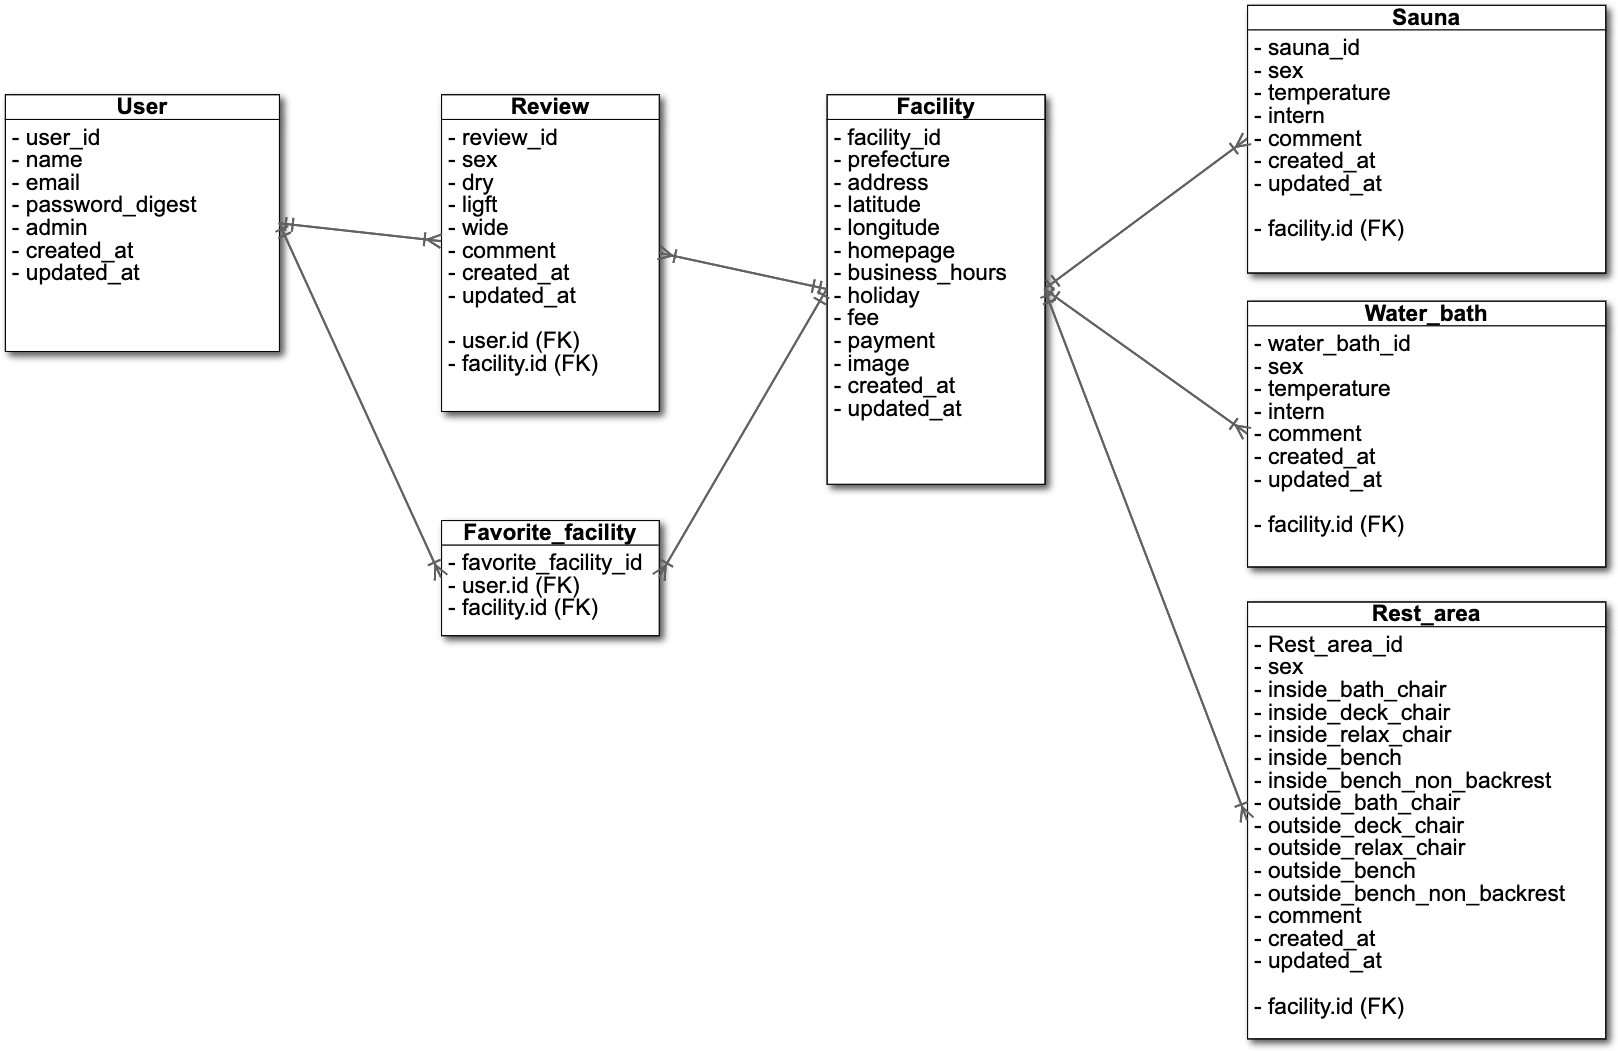 User
- user_id
- name
- email
- password_digest
- admin
- created_at
- updated_at
Review
- review_id
- sex
- dry
- ligft
- wide
- comment
- created_at
- updated_at
- user.id (FK)
- facility.id (FK)
Favorite_facility
- favorite_facility_id
- user.id (FK)
- facility.id (FK)
Facility
- facility_id
- prefecture
- address
- latitude
- longitude
- homepage
- business_hours
- holiday
- fee
- payment
- image
- created_at
- updated_at
Sauna
- sauna_id
- sex
- temperature
- intern
- comment
- created_at
- updated_at
- facility.id (FK)
Water_bath
- water_bath_id
- sex
- temperature
- intern
- comment
- created_at
- updated_at
- facility.id (FK)
Rest_area
- Rest_area_id
- sex
- inside_bath_chair
- inside_deck_chair
- inside_relax_chair
- inside_bench
- inside_bench_non_backrest
- outside_bath_chair
- outside_deck_chair
- outside_relax_chair
- outside_bench
- outside_bench_non_backrest
- comment
- created_at
- updated_at
- facility.id (FK)